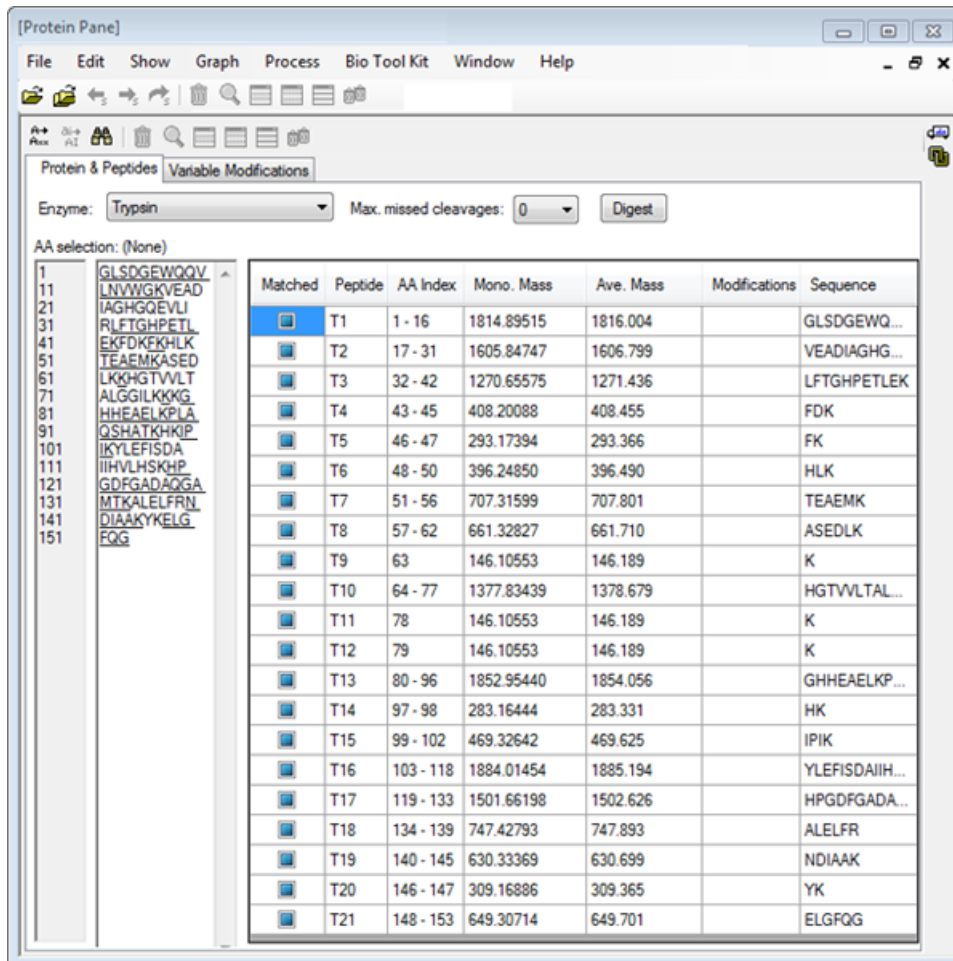 [Protein Pane]
File Edit Show Graph Process Bio Tool Kit Window Help
Protein & Peptides Variable Modifications
Enzyme: Trypsin Max. missed cleavages: 0 Digest
AA selection: (None)
1 GLSDGEWQQV
11 LNVWGKVEAD
21 IAGHGQEVLI
31 RLFTGHPETL
41 EKFDKFKHLK
51 TEAEMKASED
61 LKKHGTVVLT
71 ALGGILKKKG
81 HHEAELKPLA
91 QSHATKHKIP
101 IKYLEFISDA
111 IIHVLHSKHP
121 GDFGADAQGA
131 MTKALELFRN
141 DIAAKYKELG
151 FQG
Matched Peptide AA Index Mono. Mass Ave. Mass Modifications Sequence
T1 1 - 16 1814.89515 1816.004 GLSDGEWQ...
T2 17 - 31 1605.84747 1606.799 VEADIAGHG...
T3 32 - 42 1270.65575 1271.436 LFTGHPETLEK
T4 43 - 45 408.20088 408.455 FDK
T5 46 - 47 293.17394 293.366 FK
T6 48 - 50 396.24850 396.490 HLK
T7 51 - 56 707.31599 707.801 TEAEMK
T8 57 - 62 661.32827 661.710 ASEDLK
T9 63 146.10553 146.189 K
T10 64 - 77 1377.83439 1378.679 HGTVVLTAL...
T11 78 146.10553 146.189 K
T12 79 146.10553 146.189 K
T13 80 - 96 1852.95440 1854.056 GHHEAELKP...
T14 97 - 98 283.16444 283.331 HK
T15 99 - 102 469.32642 469.625 IPIK
T16 103 - 118 1884.01454 1885.194 YLEFISDAIIH...
T17 119 - 133 1501.66198 1502.626 HPGDFGADA...
T18 134 - 139 747.42793 747.893 ALELFR
T19 140 - 145 630.33369 630.699 NDIAAK
T20 146 - 147 309.16886 309.365 YK
T21 148 - 153 649.30714 649.701 ELGFQG